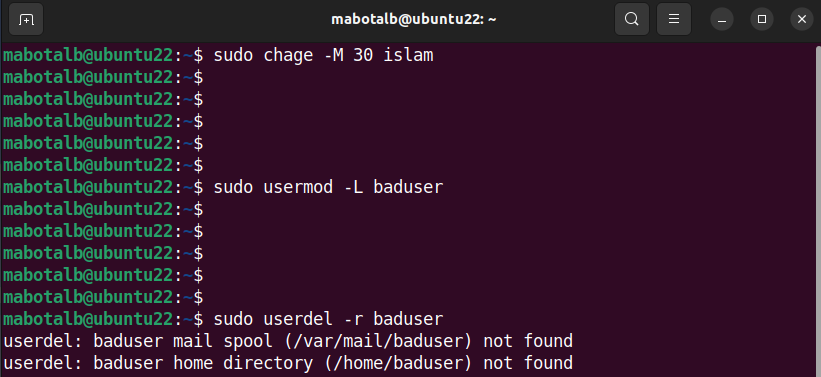 mabotalb@ubuntu22: ~
mabotalb@ubuntu22:~$ sudo chage -M 30 islam
mabotalb@ubuntu22:~$
mabotalb@ubuntu22:~$
mabotalb@ubuntu22:~$
mabotalb@ubuntu22:~$
mabotalb@ubuntu22:~$
mabotalb@ubuntu22:~$ sudo usermod -L baduser
mabotalb@ubuntu22:~$
mabotalb@ubuntu22:~$
mabotalb@ubuntu22:~$
mabotalb@ubuntu22:~$
mabotalb@ubuntu22:~$
mabotalb@ubuntu22:~$ sudo userdel -r baduser
userdel: baduser mail spool (/var/mail/baduser) not found
userdel: baduser home directory (/home/baduser) not found